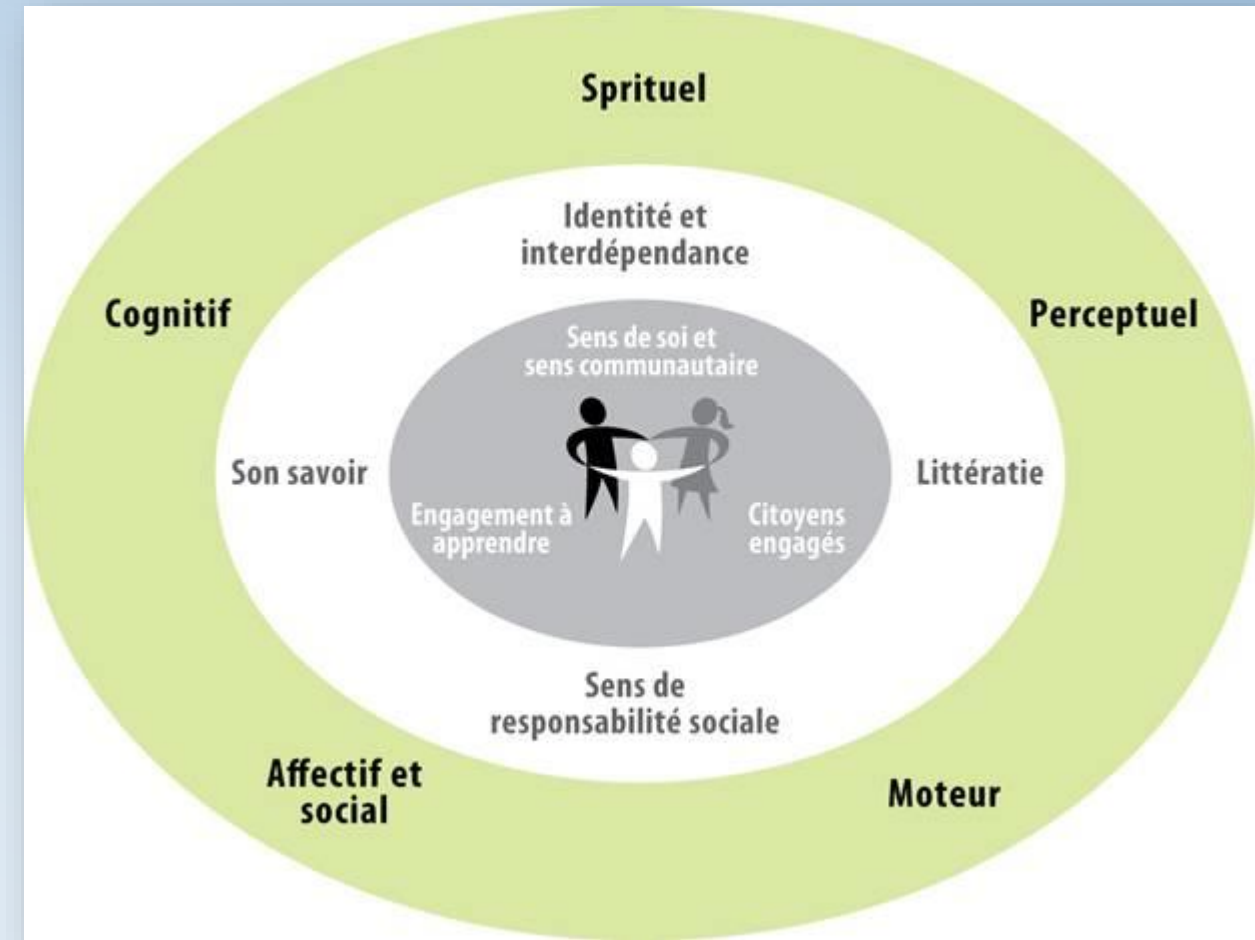 Sprituel
Identité et
interdépendance
Cognitif
Perceptuel
Sens de soi et
sens communautaire
Son savoir
Littératie
Engagement à
apprendre
Citoyens
engagés
Sens de
responsabilité sociale
Affectif et
social
Moteur